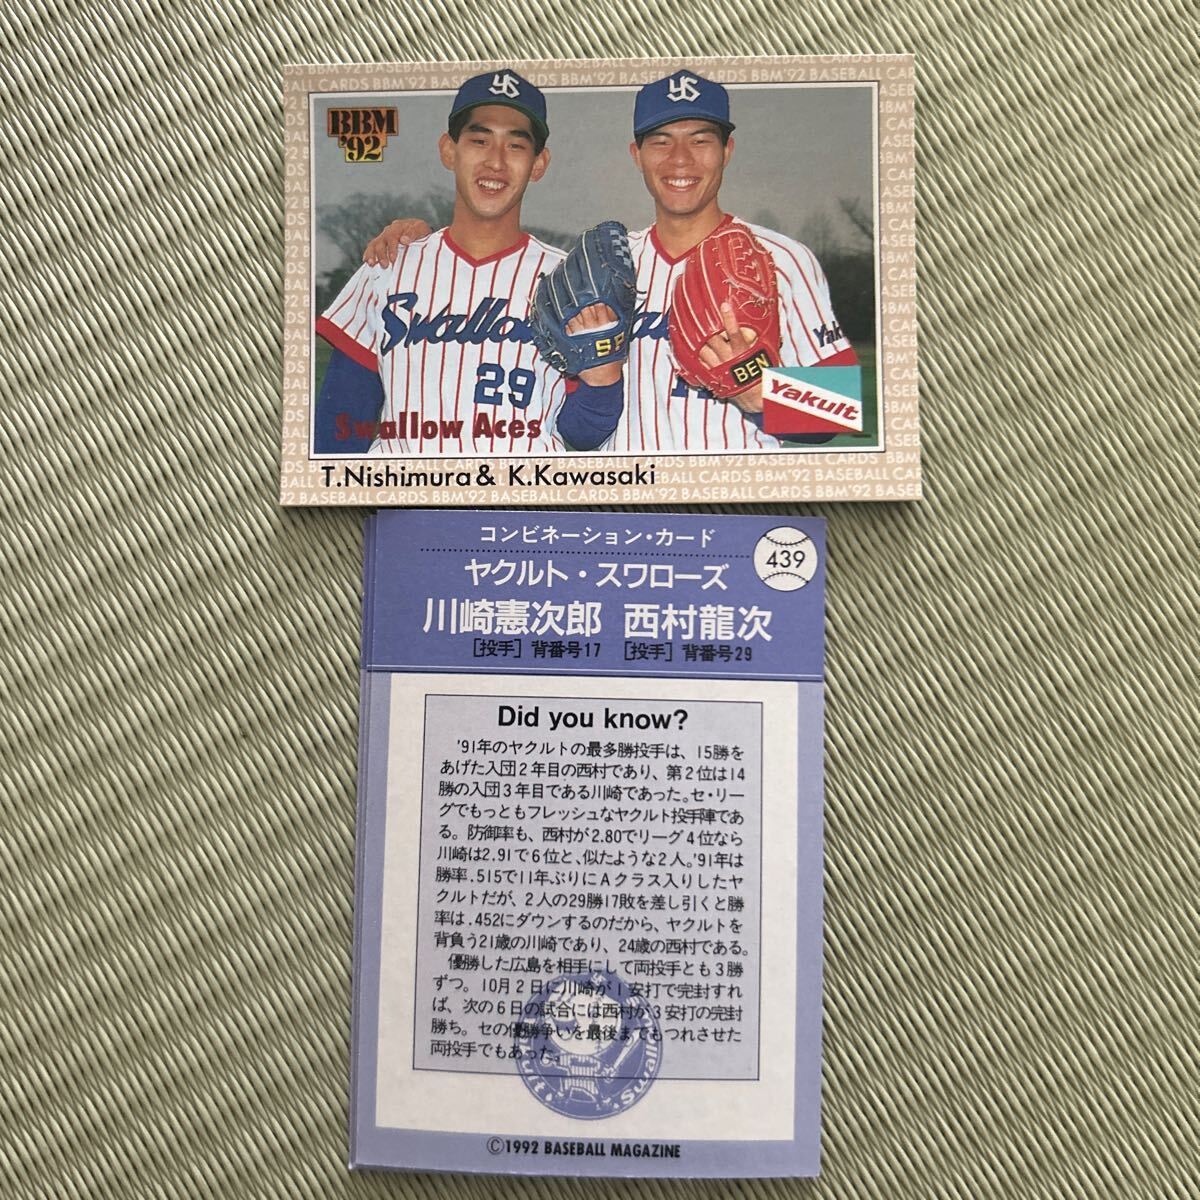 BBM
'92
YS
YS
Swallow
29
SP
BEN
Yakult
Yakult
Swallow Aces
T.Nishimura & K.Kawasaki
BBM'92 BASEBALL CARDS BBM'92 BASEBALL CARDS BBM'92 BASEBALL CARDS
コンビネーション・カード
439
ヤクルト・スワローズ
川崎憲次郎 西村龍次
[投手] 背番号17 [投手] 背番号29
Did you know?
'91年のヤクルトの最多勝投手は、15勝を
あげた入団2年目の西村であり、第2位は14
勝の入団3年目である川崎であった。セ・リー
グでもっともフレッシュなヤクルト投手陣であ
る。防御率も、西村が2.80でリーグ4位なら
川崎は2.91で6位と、似たような2人。'91年は
勝率.515で11年ぶりにAクラス入りしたヤ
クルトだが、2人の29勝17敗を差し引くと勝
率は.452にダウンするのだから、ヤクルトを
背負う21歳の川崎であり、24歳の西村である。
優勝した広島を相手にして両投手とも3勝
ずつ。10月2日に川崎が1安打で完封すれ
ば、次の6日の試合には西村が3安打の完封
勝ち。セの優勝争いを最後までもつれさせた
両投手でもあった。
©1992 BASEBALL MAGAZINE